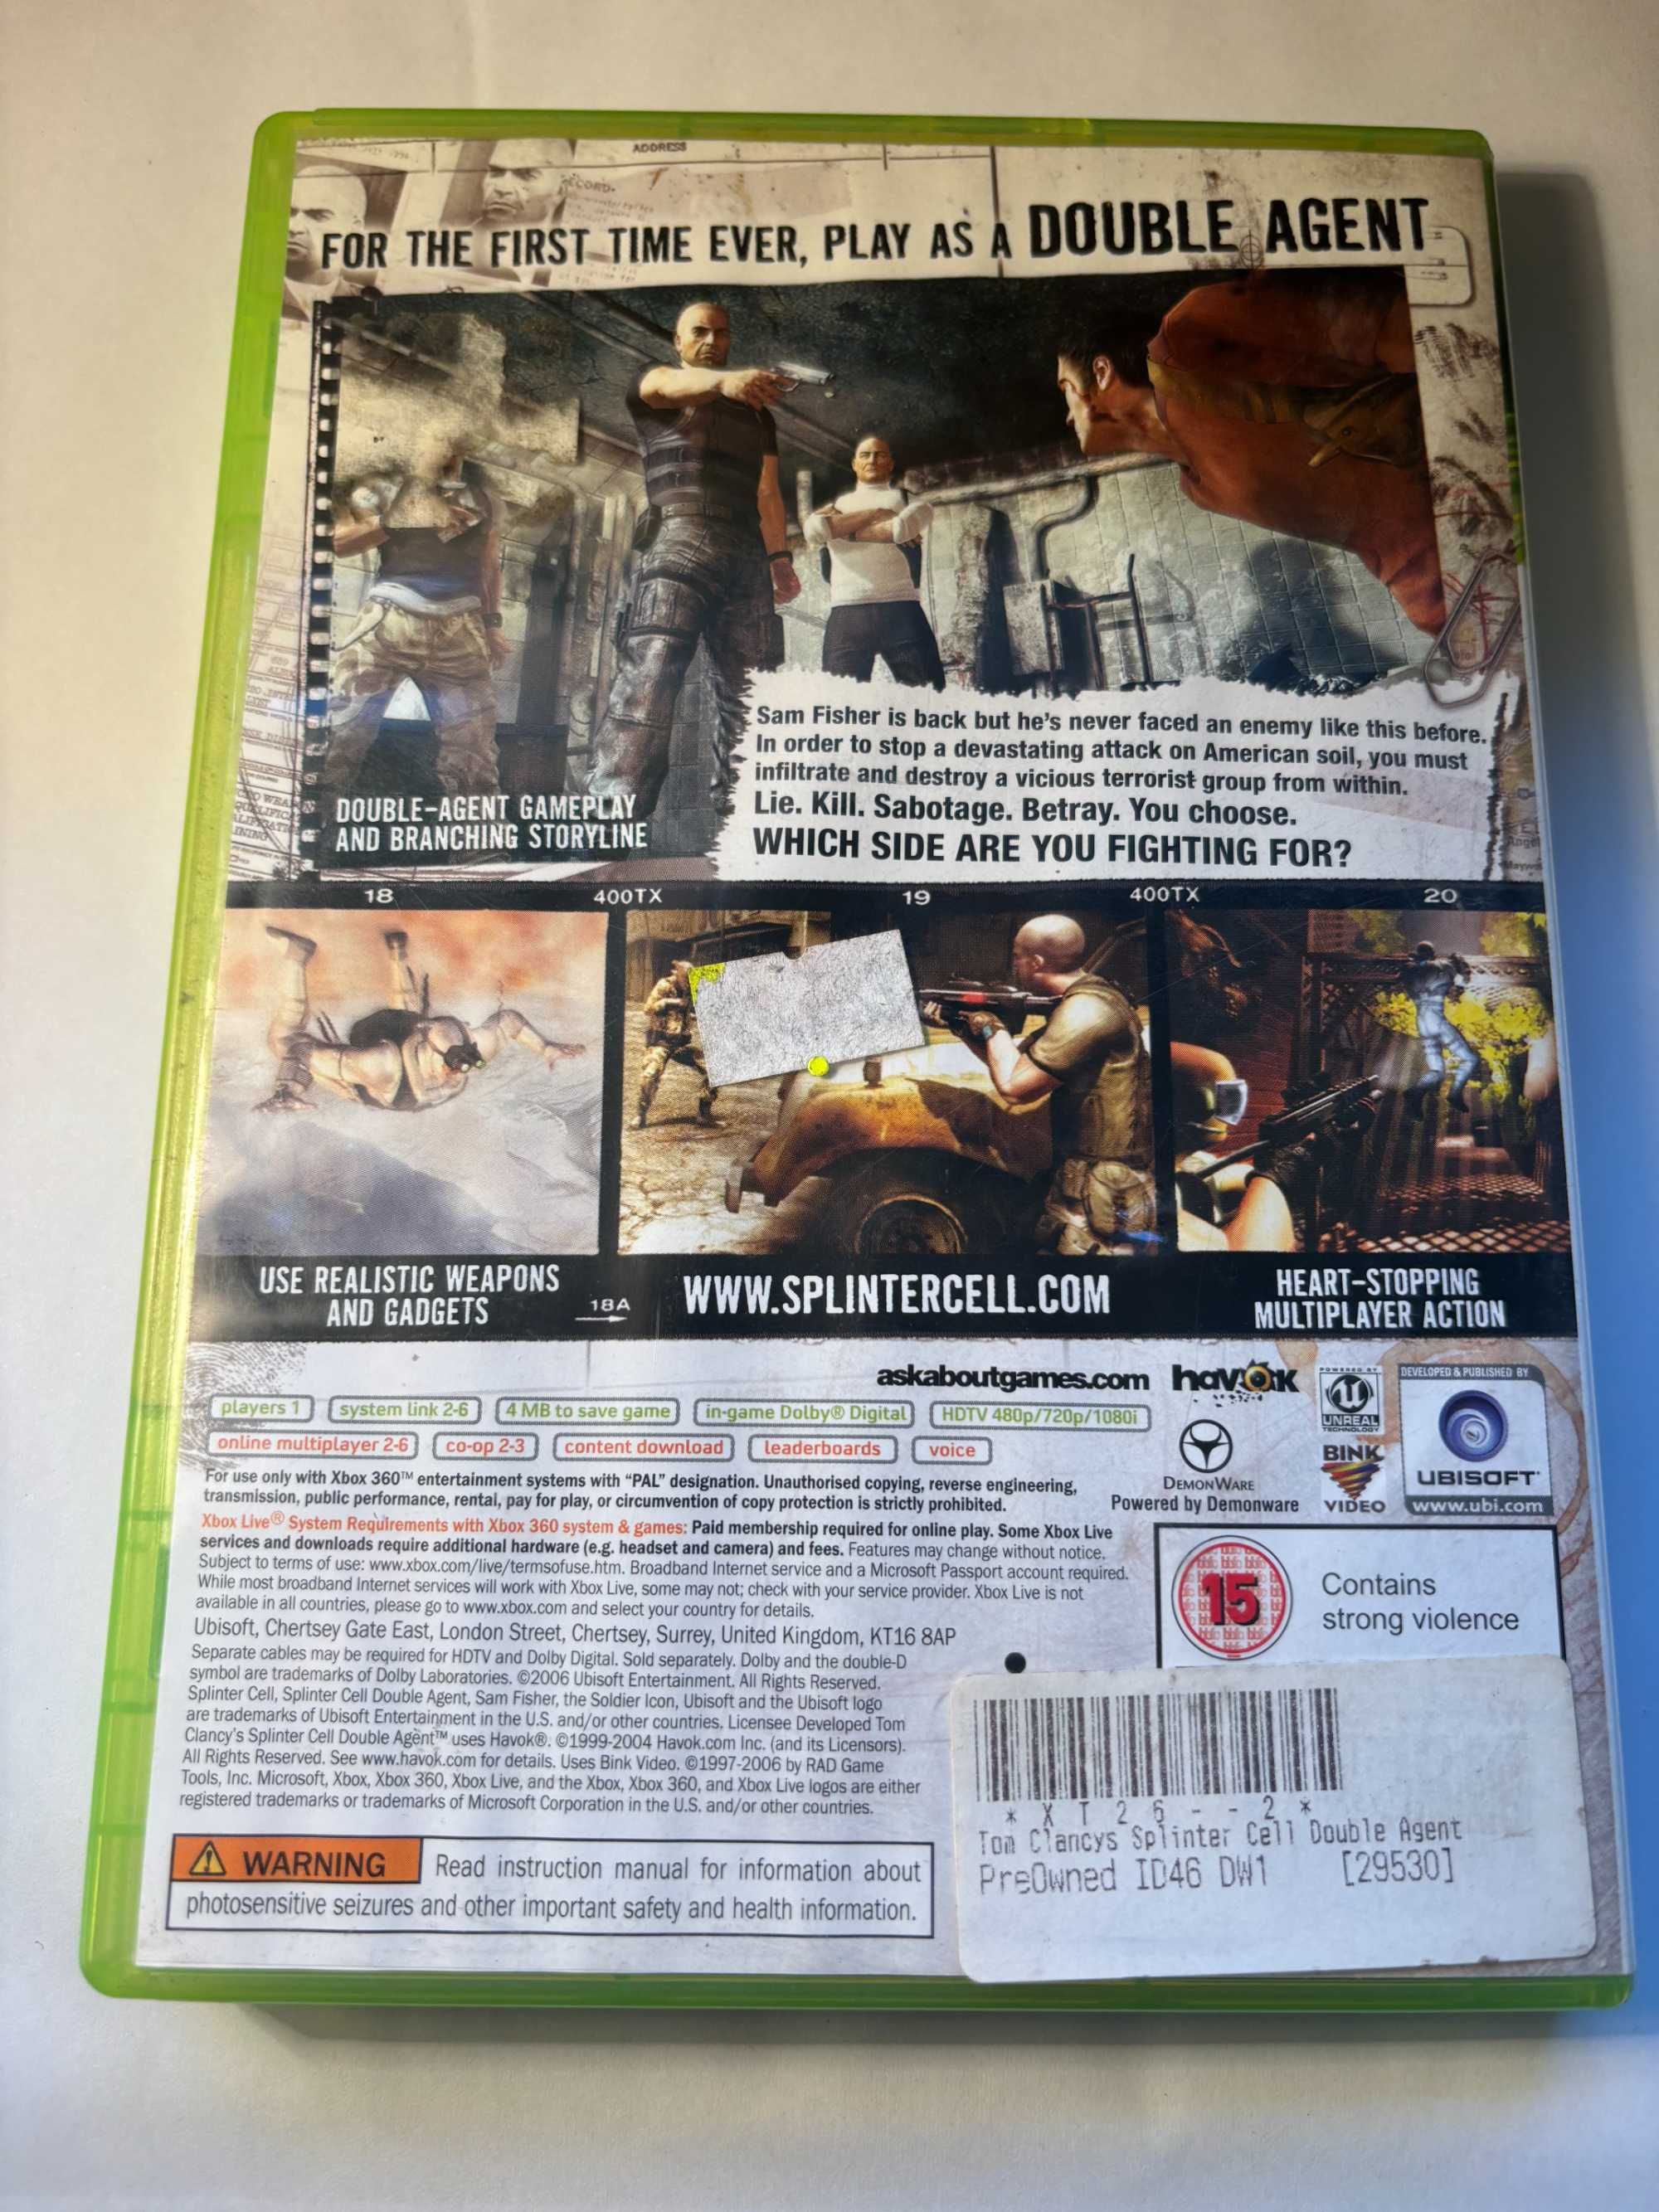 ADDRESS
FOR THE FIRST TIME EVER, PLAY AS A DOUBLE AGENT
Sam Fisher is back but he's never faced an enemy like this before.
In order to stop a devastating attack on American soil, you must
infiltrate and destroy a vicious terrorist group from within.
Lie. Kill. Sabotage. Betray. You choose.
WHICH SIDE ARE YOU FIGHTING FOR?
DOUBLE-AGENT GAMEPLAY
AND BRANCHING STORYLINE
18 400TX 19 400TX 20
USE REALISTIC WEAPONS
AND GADGETS
18A
WWW.SPLINTERCELL.COM
HEART-STOPPING
MULTIPLAYER ACTION
askaboutgames.com
havok
POWERED BY
UNREAL
TECHNOLOGY
DEVELOPED & PUBLISHED BY
UBISOFT
www.ubi.com
DEMONWARE
Powered by Demonware
BINK
VIDEO
players 1 system link 2-6 4 MB to save game in-game Dolby® Digital HDTV 480p/720p/1080i
online multiplayer 2-6 co-op 2-3 content download leaderboards voice
For use only with Xbox 360™ entertainment systems with “PAL” designation. Unauthorised copying, reverse engineering,
transmission, public performance, rental, pay for play, or circumvention of copy protection is strictly prohibited.
Xbox Live® System Requirements with Xbox 360 system & games: Paid membership required for online play. Some Xbox Live
services and downloads require additional hardware (e.g. headset and camera) and fees. Features may change without notice.
Subject to terms of use: www.xbox.com/live/termsofuse.htm. Broadband Internet service and a Microsoft Passport account required.
While most broadband Internet services will work with Xbox Live, some may not; check with your service provider. Xbox Live is not
available in all countries, please go to www.xbox.com and select your country for details.
Ubisoft, Chertsey Gate East, London Street, Chertsey, Surrey, United Kingdom, KT16 8AP
Separate cables may be required for HDTV and Dolby Digital. Sold separately. Dolby and the double-D
symbol are trademarks of Dolby Laboratories. ©2006 Ubisoft Entertainment. All Rights Reserved.
Splinter Cell, Splinter Cell Double Agent, Sam Fisher, the Soldier Icon, Ubisoft and the Ubisoft logo
are trademarks of Ubisoft Entertainment in the U.S. and/or other countries. Licensee Developed Tom
Clancy's Splinter Cell Double Agent™ uses Havok®. ©1999-2004 Havok.com Inc. (and its Licensors).
All Rights Reserved. See www.havok.com for details. Uses Bink Video. ©1997-2006 by RAD Game
Tools, Inc. Microsoft, Xbox, Xbox 360, Xbox Live, and the Xbox, Xbox 360, and Xbox Live logos are either
registered trademarks or trademarks of Microsoft Corporation in the U.S. and/or other countries.
15
Contains
strong violence
WARNING Read instruction manual for information about
photosensitive seizures and other important safety and health information.
* X T 2 6 - - 2 *
Tom Clancys Splinter Cell Double Agent
PreOwned ID46 DW1 [29530]